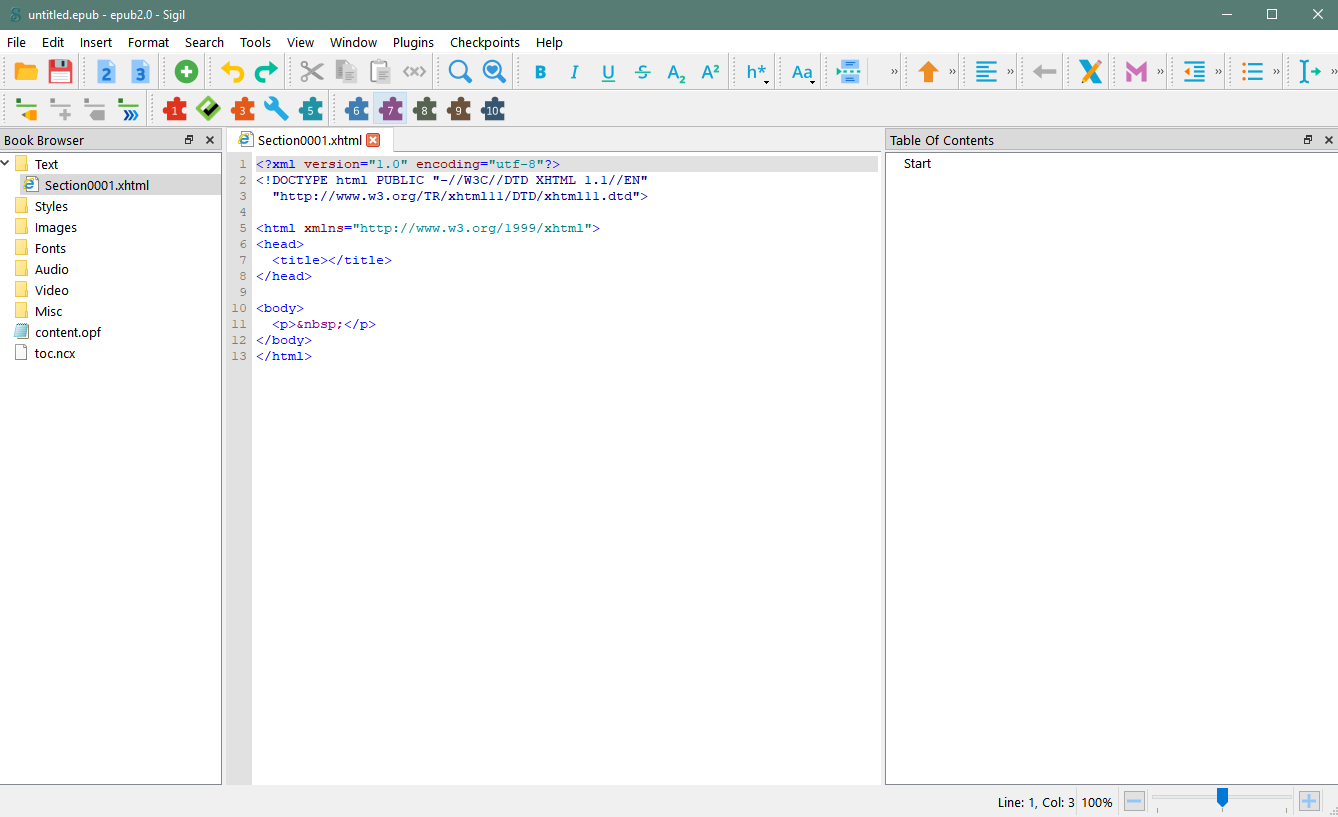 untitled.epub - epub2.0 - Sigil
File Edit Insert Format Search Tools View Window Plugins Checkpoints Help
2 3 B I U S A2 A2 h* Aa
1 3 5 6 7 8 9 10
Book Browser
Text
Section0001.xhtml
Styles
Images
Fonts
Audio
Video
Misc
content.opf
toc.ncx
Section0001.xhtml
1 <?xml version="1.0" encoding="utf-8"?>
2 <!DOCTYPE html PUBLIC "-//W3C//DTD XHTML 1.1//EN"
3 "http://www.w3.org/TR/xhtml11/DTD/xhtml11.dtd">
4
5 <html xmlns="http://www.w3.org/1999/xhtml">
6 <head>
7 <title></title>
8 </head>
9
10 <body>
11 <p>&nbsp;</p>
12 </body>
13 </html>
Table Of Contents
Start
Line: 1, Col: 3 100%